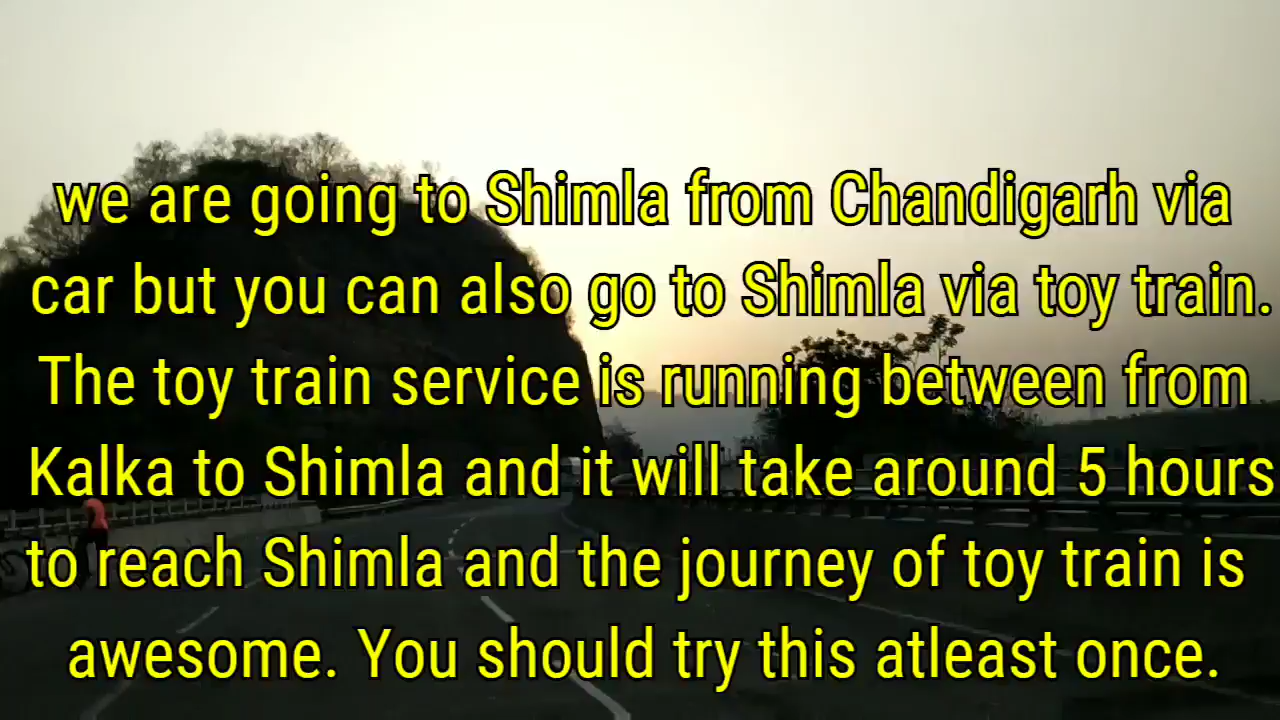 we are going to Shimla from Chandigarh via
car but you can also go to Shimla via toy train.
The toy train service is running between from
Kalka to Shimla and it will take around 5 hours
to reach Shimla and the journey of toy train is
awesome. You should try this atleast once.